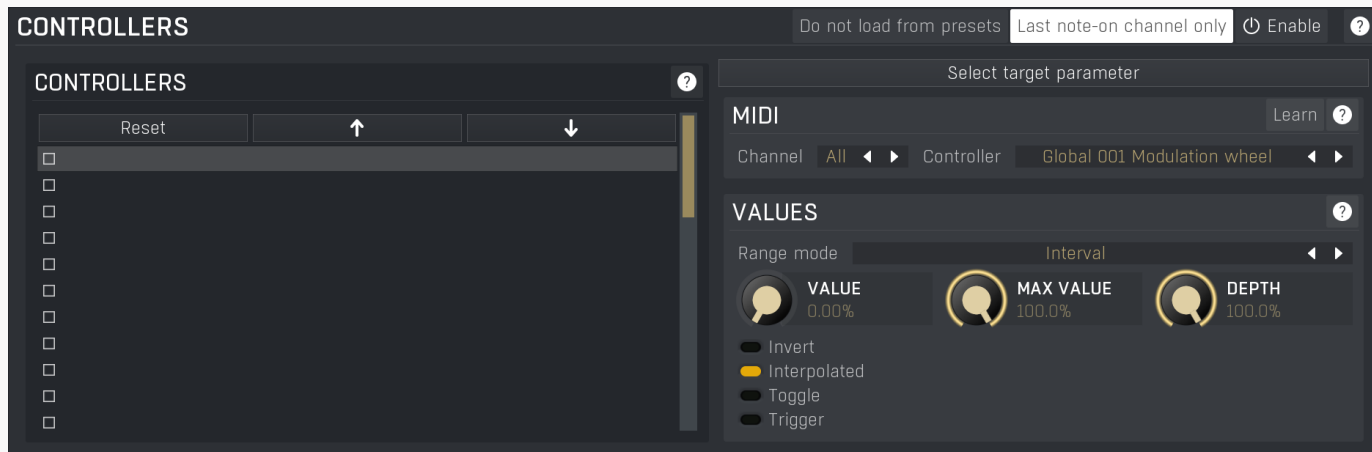 CONTROLLERS Do not load from presets Last note-on channel only Enable ?
CONTROLLERS ?
Reset
Select target parameter
MIDI Learn ?
Channel All Controller Global 001 Modulation wheel
VALUES ?
Range mode Interval
VALUE MAX VALUE DEPTH
0.00% 100.0% 100.0%
Invert
Interpolated
Toggle
Trigger